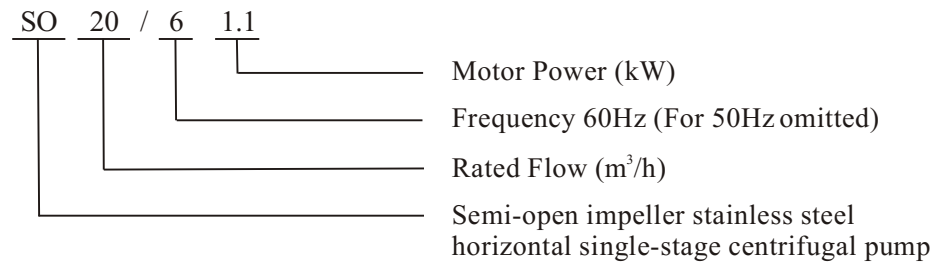 SO 20 / 6 1.1
Motor Power (kW)
Frequency 60Hz (For 50Hz omitted)
Rated Flow (m³/h)
Semi-open impeller stainless steel
horizontal single-stage centrifugal pump